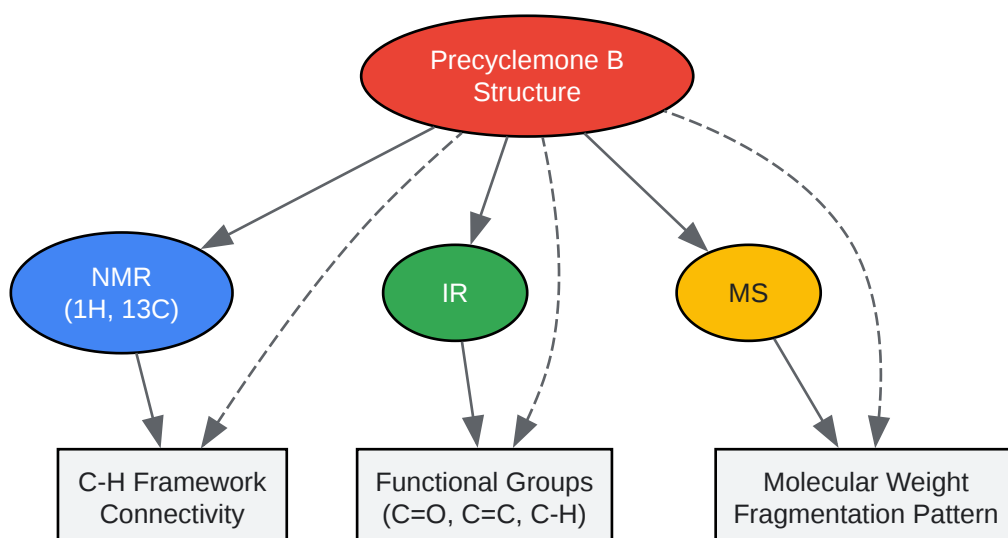 Precyclemone B
Structure
NMR
(1H, 13C)
IR
MS
C-H Framework
Connectivity
Functional Groups
(C=O, C=C, C-H)
Molecular Weight
Fragmentation Pattern